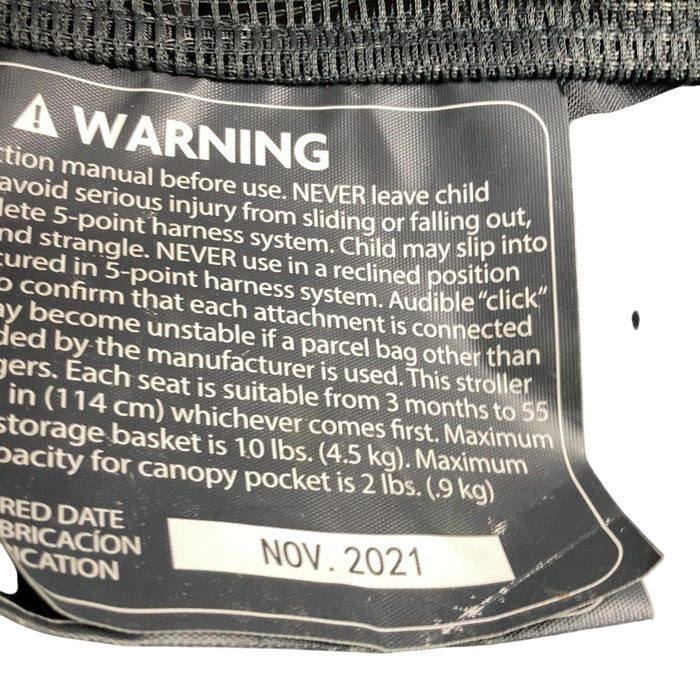 WARNING
ction manual before use. NEVER leave child
avoid serious injury from sliding or falling out,
lete 5-point harness system. Child may slip into
nd strangle. NEVER use in a reclined position
cured in 5-point harness system. Audible "click"
o confirm that each attachment is connected
ay become unstable if a parcel bag other than
ded by the manufacturer is used. This stroller
gers. Each seat is suitable from 3 months to 55
in (114 cm) whichever comes first. Maximum
storage basket is 10 lbs. (4.5 kg). Maximum
pacity for canopy pocket is 2 lbs. (.9 kg)
RED DATE
BRICACÍON
ICATION
NOV. 2021